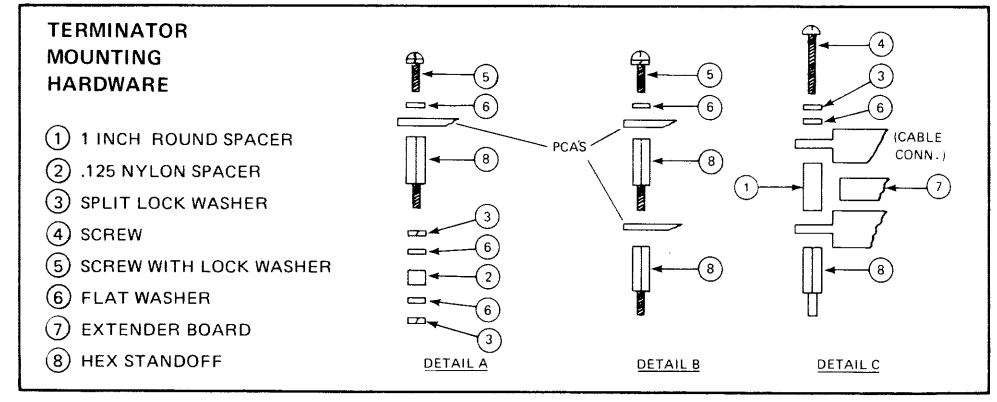 TERMINATOR
MOUNTING
HARDWARE
1 1 INCH ROUND SPACER
2 .125 NYLON SPACER
3 SPLIT LOCK WASHER
4 SCREW
5 SCREW WITH LOCK WASHER
6 FLAT WASHER
7 EXTENDER BOARD
8 HEX STANDOFF
5
6
8
3
6
2
6
3
DETAIL A
PCA'S
5
6
8
8
DETAIL B
4
3
6
(CABLE
CONN.)
1
7
8
DETAIL C